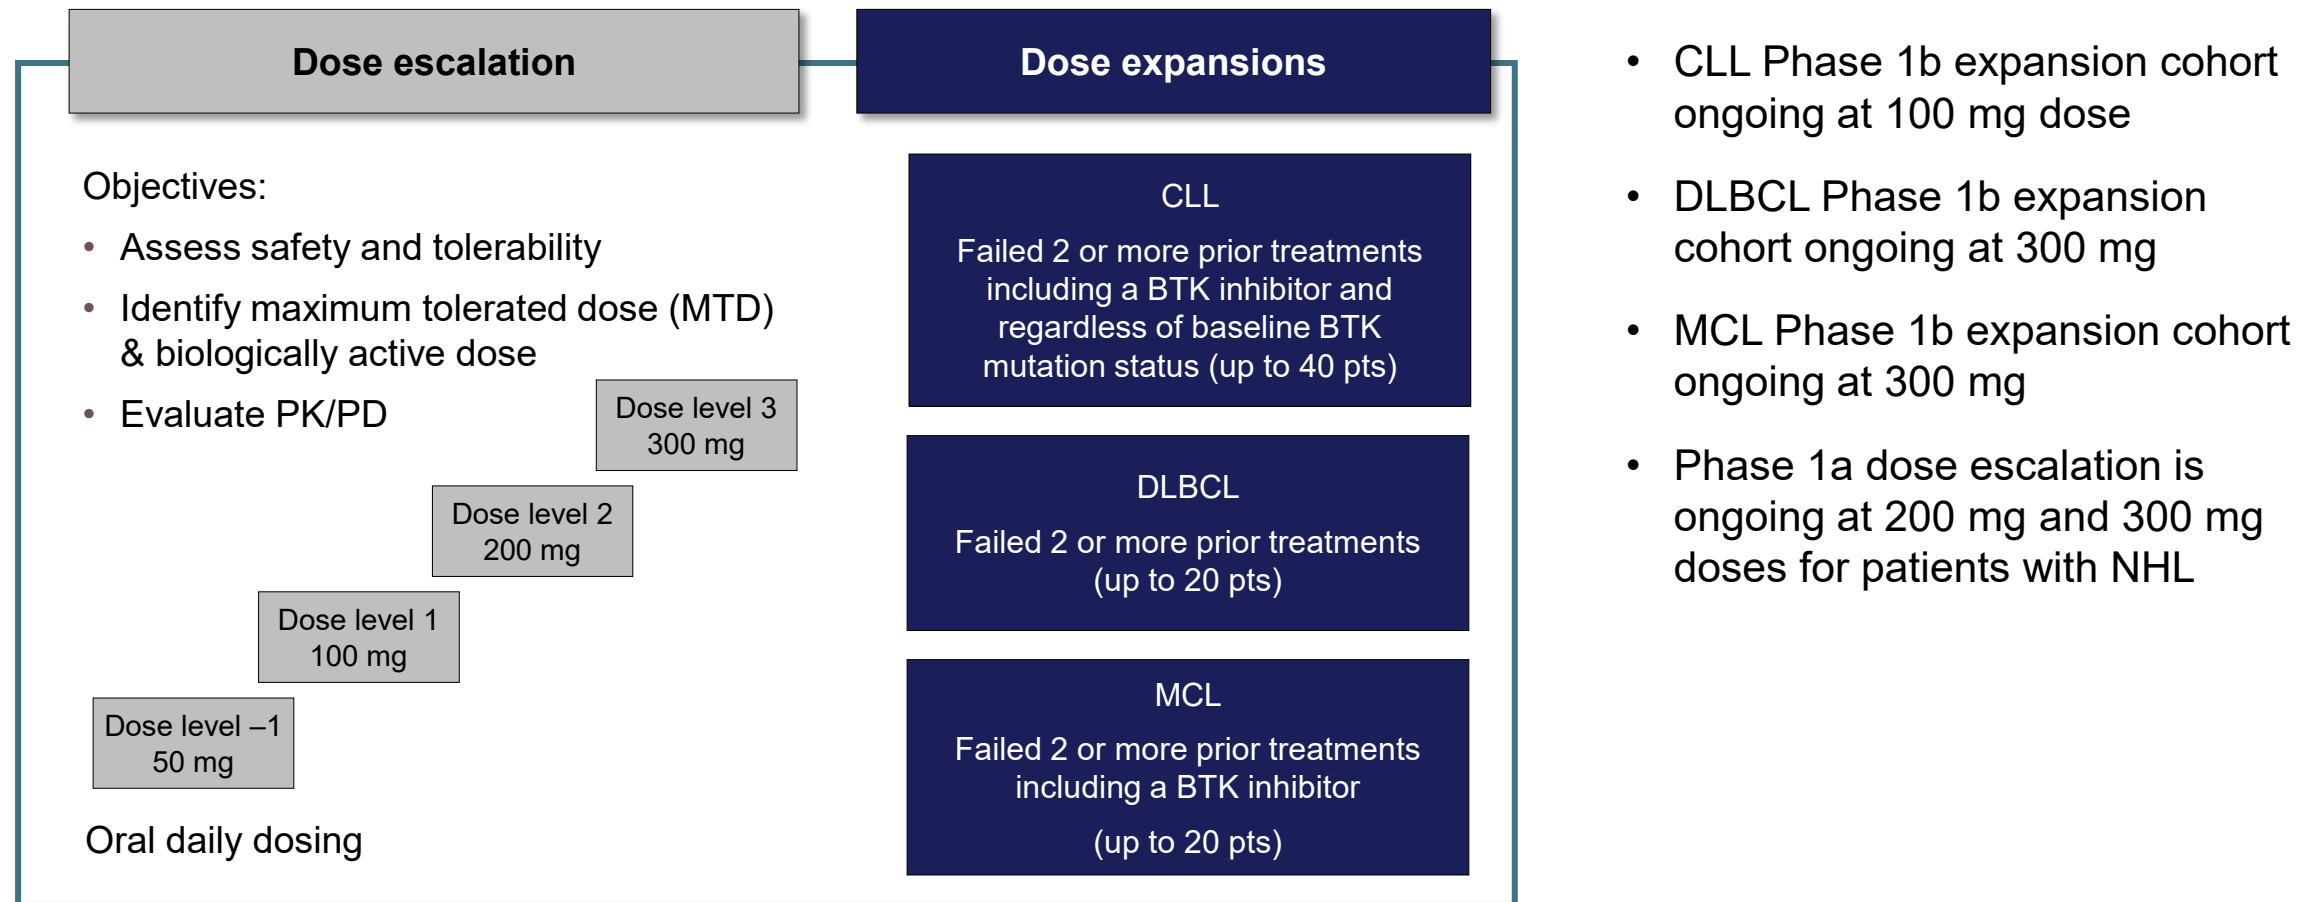 Dose escalation
Objectives:
• Assess safety and tolerability
• Identify maximum tolerated dose (MTD)
& biologically active dose
• Evaluate PK/PD
Dose level 3
300 mg
Dose level 2
200 mg
Dose level 1
100 mg
Dose level –1
50 mg
Oral daily dosing
Dose expansions
CLL
Failed 2 or more prior treatments
including a BTK inhibitor and
regardless of baseline BTK
mutation status (up to 40 pts)
DLBCL
Failed 2 or more prior treatments
(up to 20 pts)
MCL
Failed 2 or more prior treatments
including a BTK inhibitor
(up to 20 pts)
• CLL Phase 1b expansion cohort
ongoing at 100 mg dose
• DLBCL Phase 1b expansion
cohort ongoing at 300 mg
• MCL Phase 1b expansion cohort
ongoing at 300 mg
• Phase 1a dose escalation is
ongoing at 200 mg and 300 mg
doses for patients with NHL